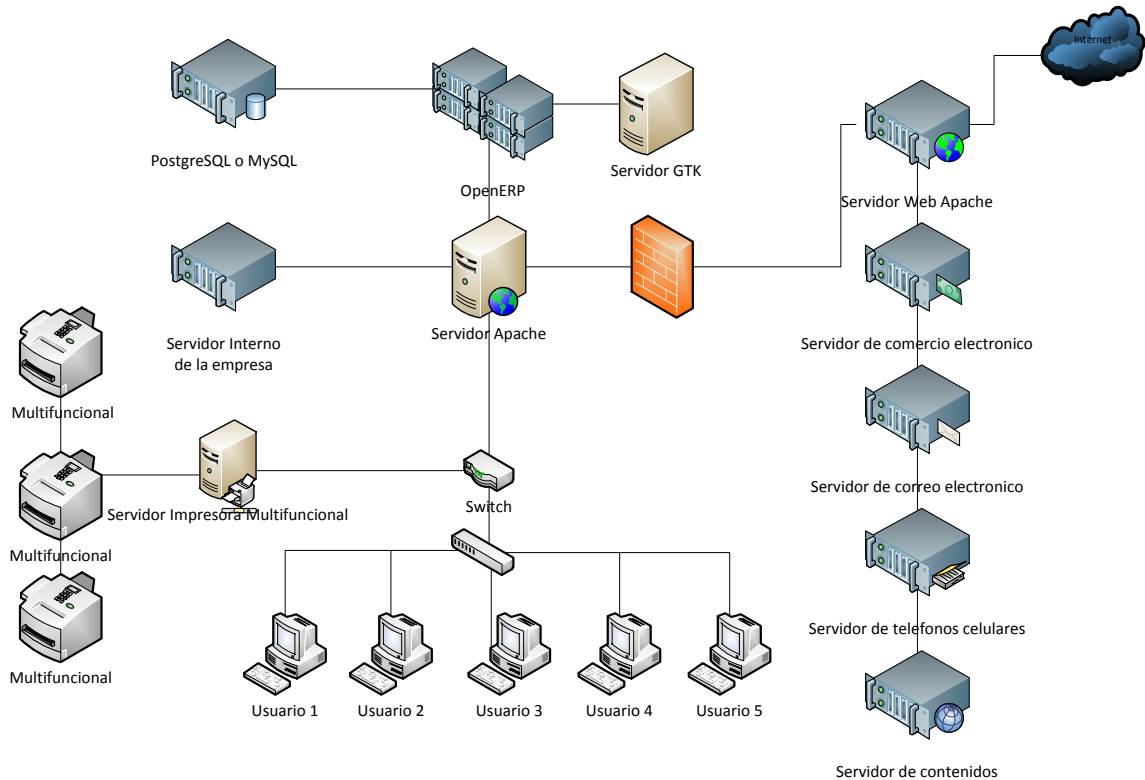 Internet
PostgreSQL o MySQL
OpenERP
Servidor GTK
Servidor Web Apache
Servidor Interno
de la empresa
Servidor Apache
Servidor de comercio electronico
Multifuncional
Servidor Impresora Multifuncional
Switch
Servidor de correo electronico
Multifuncional
Servidor de telefonos celulares
Multifuncional
Usuario 1
Usuario 2
Usuario 3
Usuario 4
Usuario 5
Servidor de contenidos